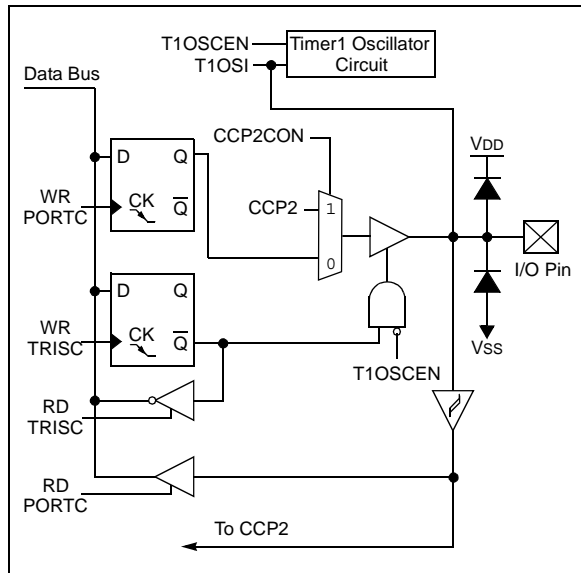 T1OSCEN
T1OSI
Timer1 Oscillator
Circuit
Data Bus
D Q
CK Q
WR
PORTC
CCP2CON
CCP2
1
0
VDD
I/O Pin
VSS
D Q
CK Q
WR
TRISC
T1OSCEN
RD
TRISC
RD
PORTC
To CCP2